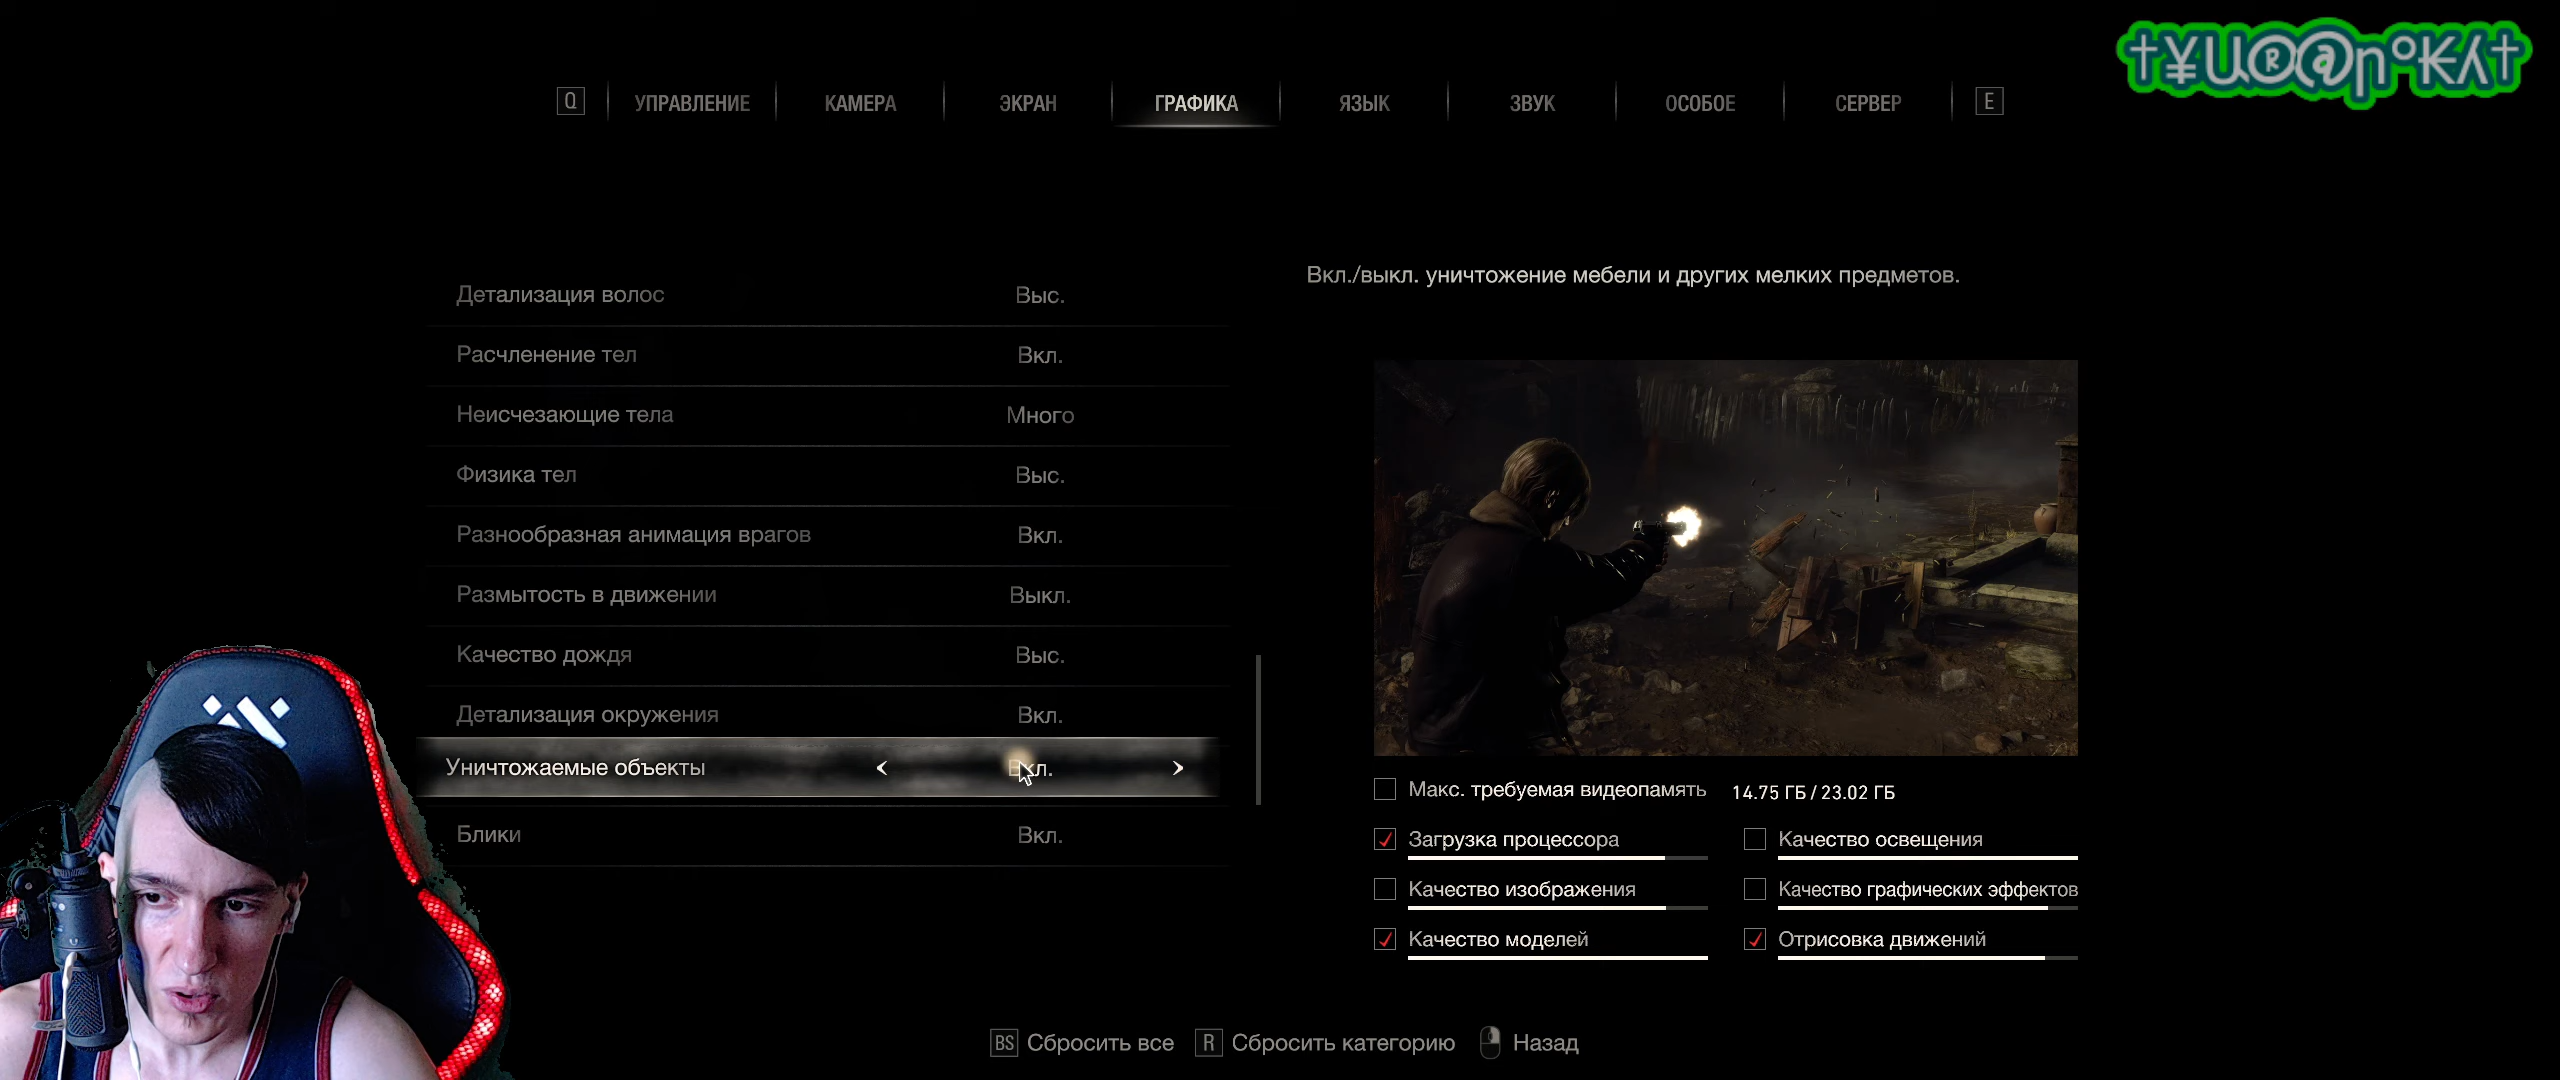 †¥UR@ηºKΛ†
Q УПРАВЛЕНИЕ КАМЕРА ЭКРАН ГРАФИКА ЯЗЫК ЗВУК ОСОБОЕ СЕРВЕР E
Детализация волос Выс.
Расчленение тел Вкл.
Неисчезающие тела Много
Физика тел Выс.
Разнообразная анимация врагов Вкл.
Размытость в движении Выкл.
Качество дождя Выс.
Детализация окружения Вкл.
Уничтожаемые объекты < Вкл. >
Блики Вкл.
Вкл./выкл. уничтожение мебели и других мелких предметов.
Макс. требуемая видеопамять 14.75 ГБ / 23.02 ГБ
Загрузка процессора Качество освещения
Качество изображения Качество графических эффектов
Качество моделей Отрисовка движений
BS Сбросить все R Сбросить категорию Назад